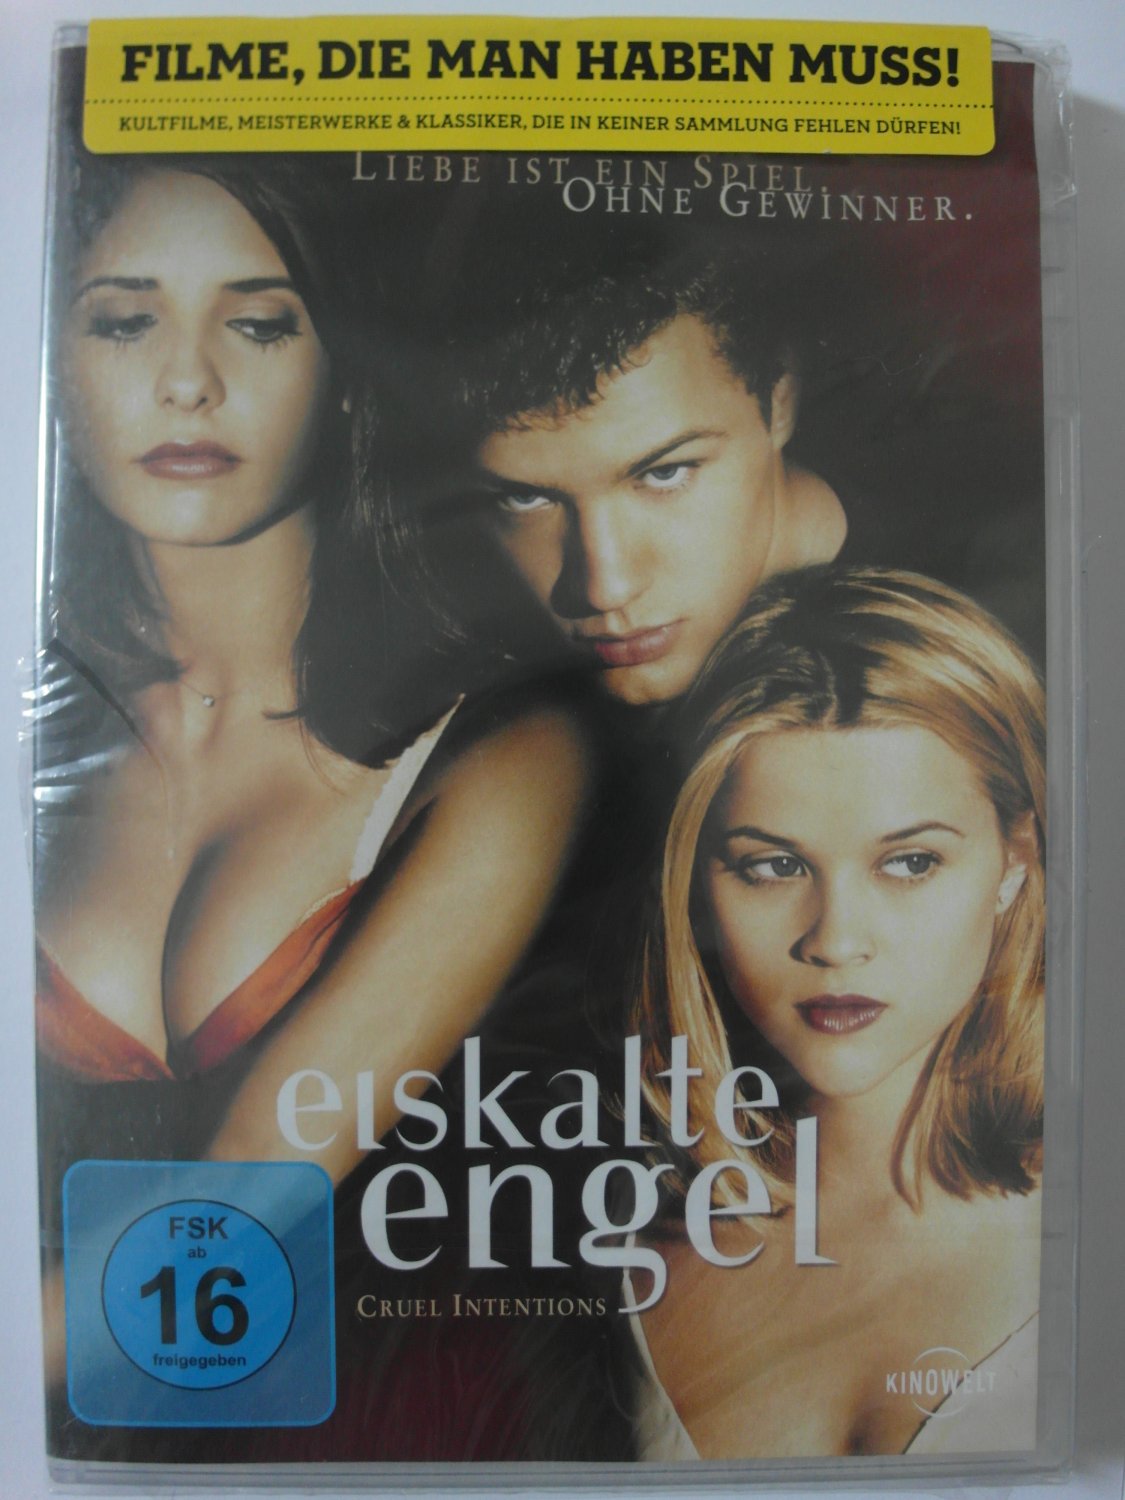 FILME, DIE MAN HABEN MUSS!
KULTFILME, MEISTERWERKE & KLASSIKER, DIE IN KEINER SAMMLUNG FEHLEN DÜRFEN!
LIEBE IST EIN SPIEL.
OHNE GEWINNER.
eiskalte
engel
CRUEL INTENTIONS
FSK
ab
16
freigegeben
KINOWELT